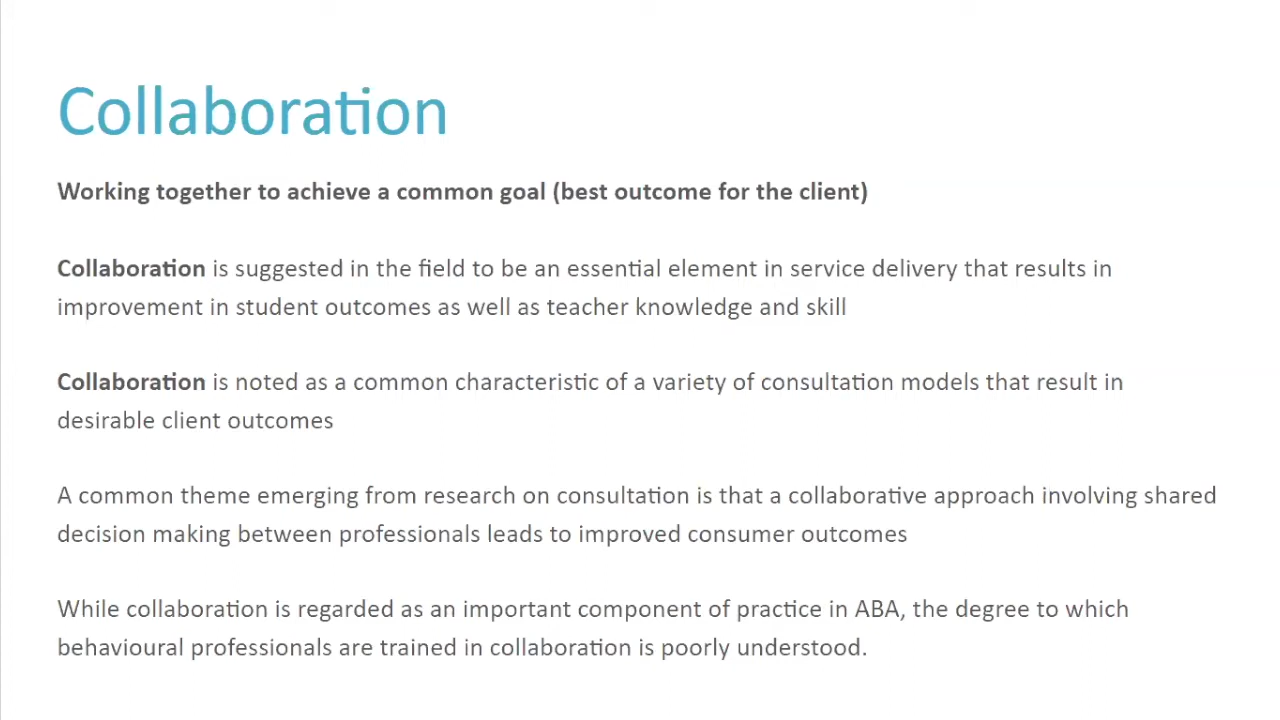 Collaboration
Working together to achieve a common goal (best outcome for the client)
Collaboration is suggested in the field to be an essential element in service delivery that results in
improvement in student outcomes as well as teacher knowledge and skill
Collaboration is noted as a common characteristic of a variety of consultation models that result in
desirable client outcomes
A common theme emerging from research on consultation is that a collaborative approach involving shared
decision making between professionals leads to improved consumer outcomes
While collaboration is regarded as an important component of practice in ABA, the degree to which
behavioural professionals are trained in collaboration is poorly understood.